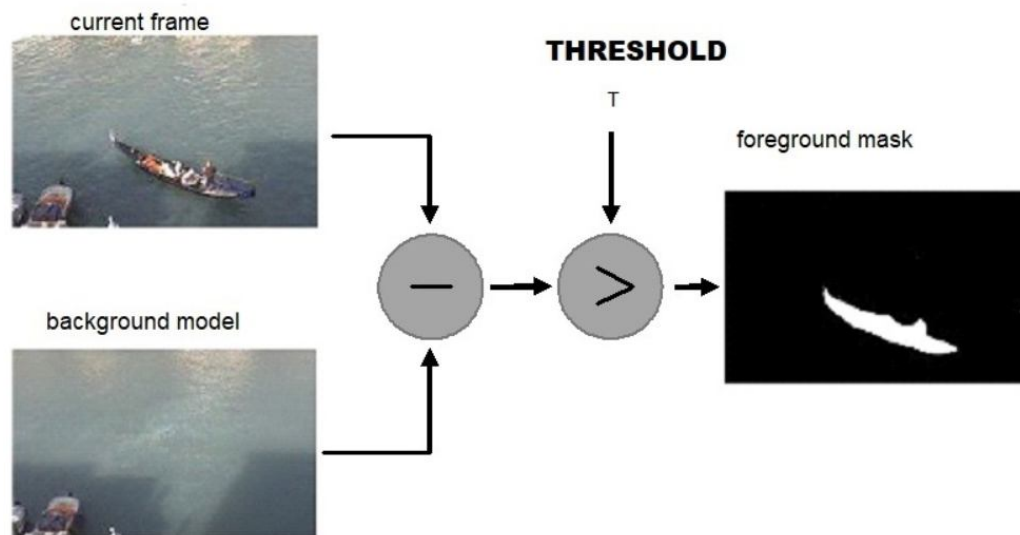 current frame
THRESHOLD
T
foreground mask
background model